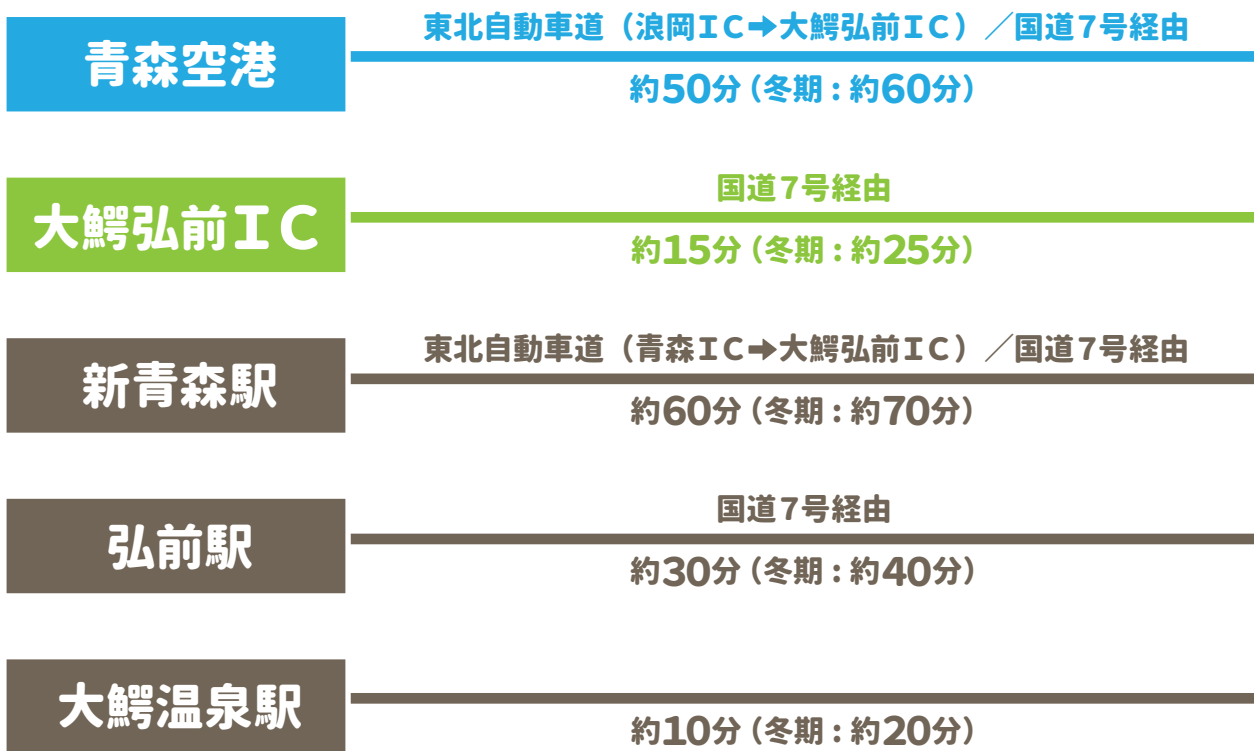 青森空港
東北自動車道（浪岡IC➡大鰐弘前IC）／国道7号経由
約50分（冬期：約60分）
大鰐弘前IC
国道7号経由
約15分（冬期：約25分）
新青森駅
東北自動車道（青森IC➡大鰐弘前IC）／国道7号経由
約60分（冬期：約70分）
弘前駅
国道7号経由
約30分（冬期：約40分）
大鰐温泉駅
約10分（冬期：約20分）